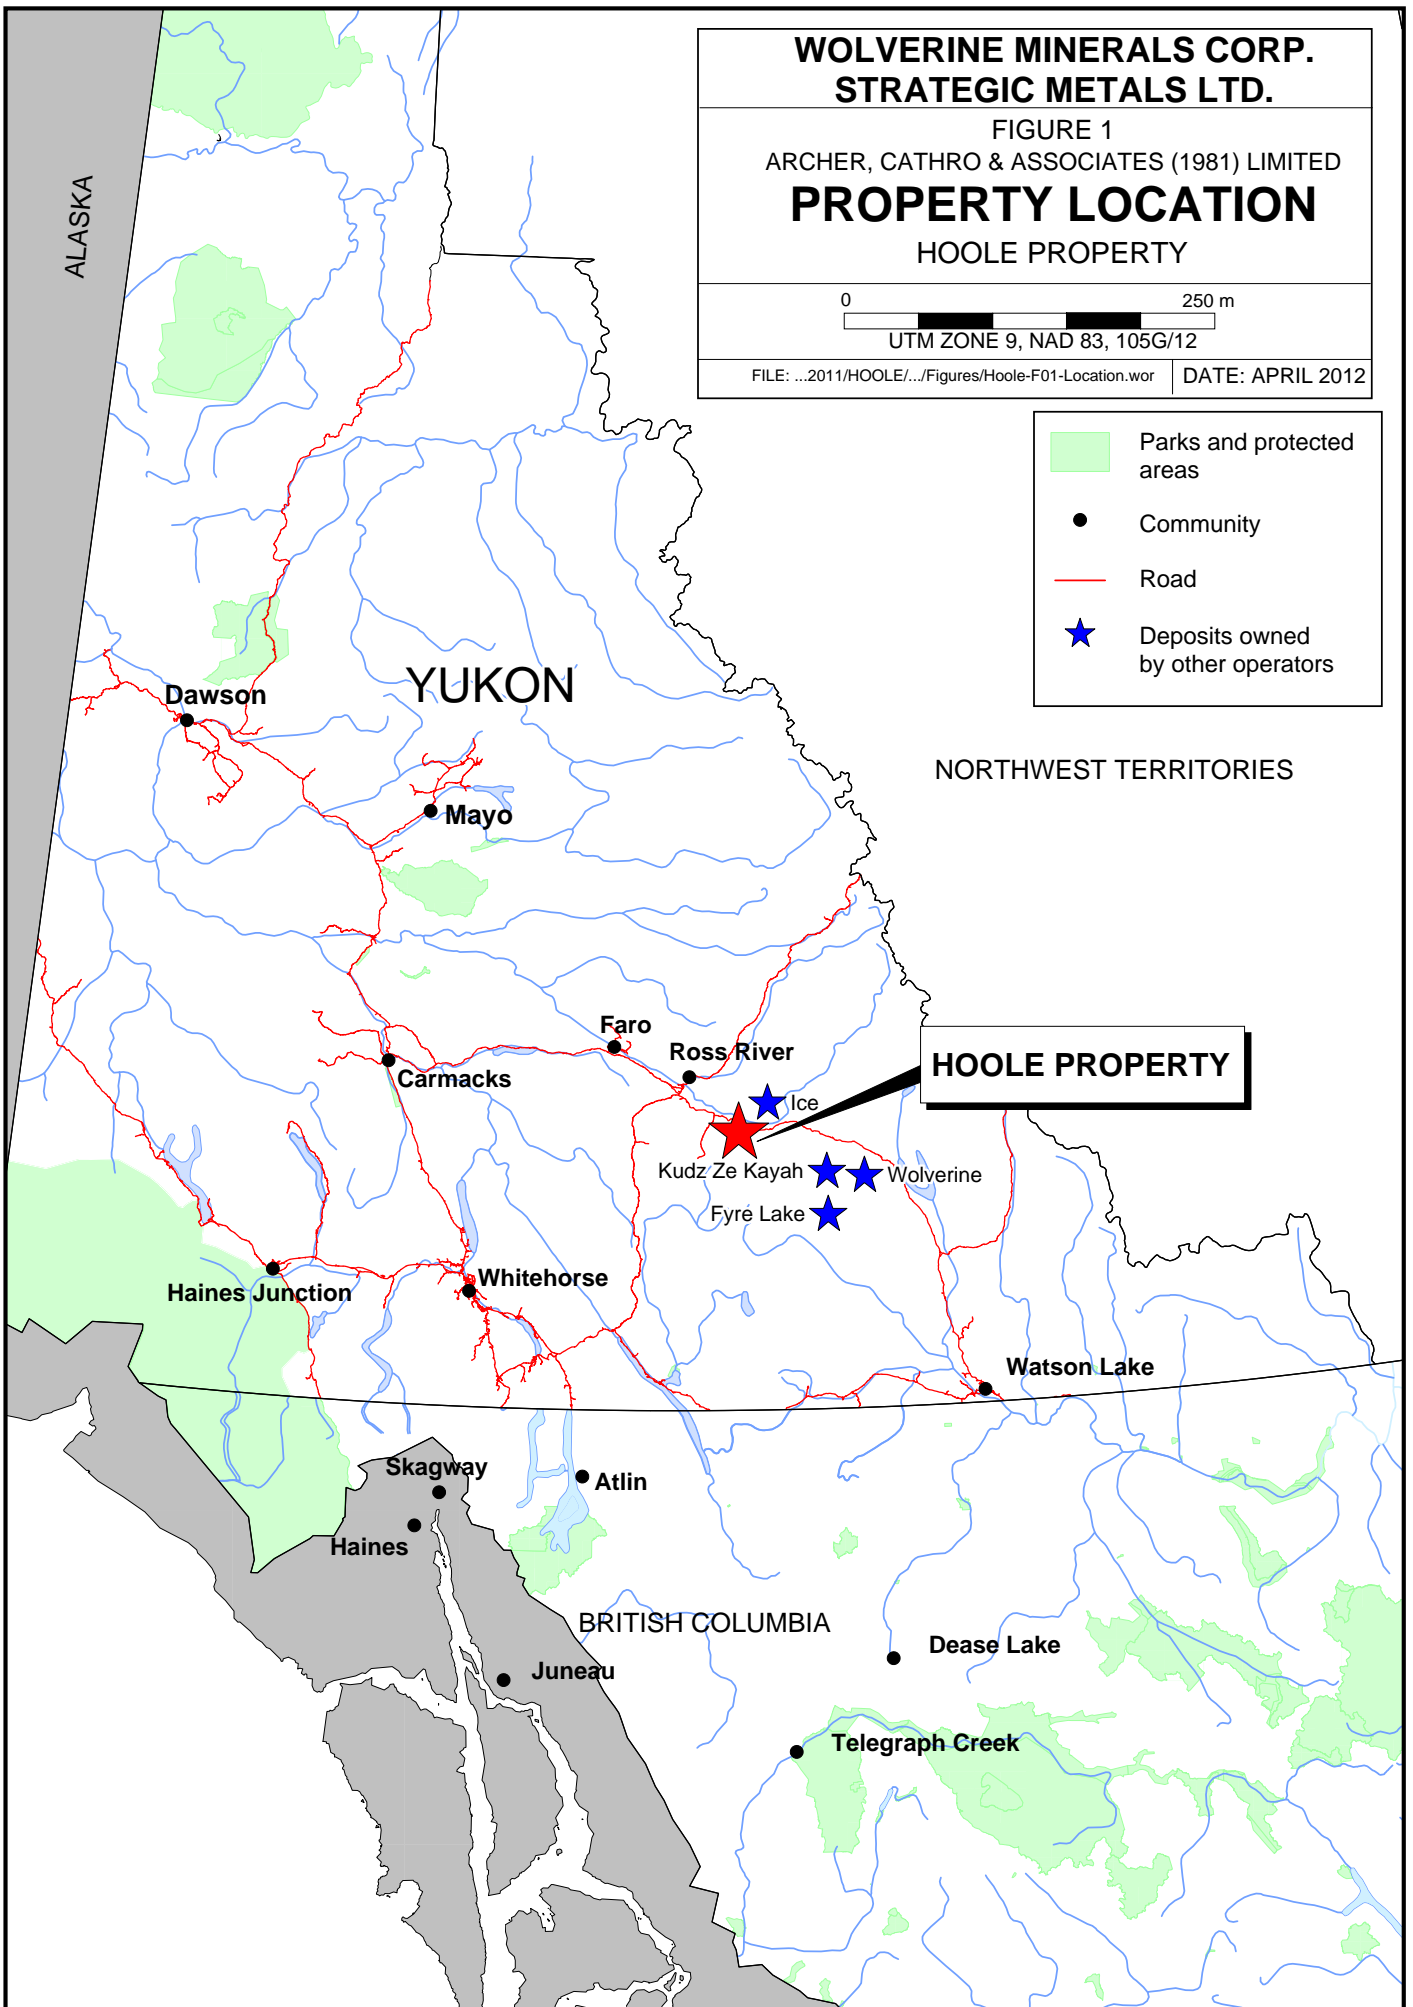 WOLVERINE MINERALS CORP.
STRATEGIC METALS LTD.
FIGURE 1
ARCHER, CATHRO & ASSOCIATES (1981) LIMITED
PROPERTY LOCATION
HOOLE PROPERTY
0 250 m
UTM ZONE 9, NAD 83, 105G/12
FILE: ...2011/HOOLE/.../Figures/Hoole-F01-Location.wor
DATE: APRIL 2012
Parks and protected
areas
Community
Road
Deposits owned
by other operators
ALASKA
YUKON
Dawson
NORTHWEST TERRITORIES
Mayo
Faro
Ross River
Carmacks
HOOLE PROPERTY
Ice
Kudz Ze Kayah
Wolverine
Fyre Lake
Whitehorse
Haines Junction
Watson Lake
Skagway
Atlin
Haines
BRITISH COLUMBIA
Dease Lake
Juneau
Telegraph Creek